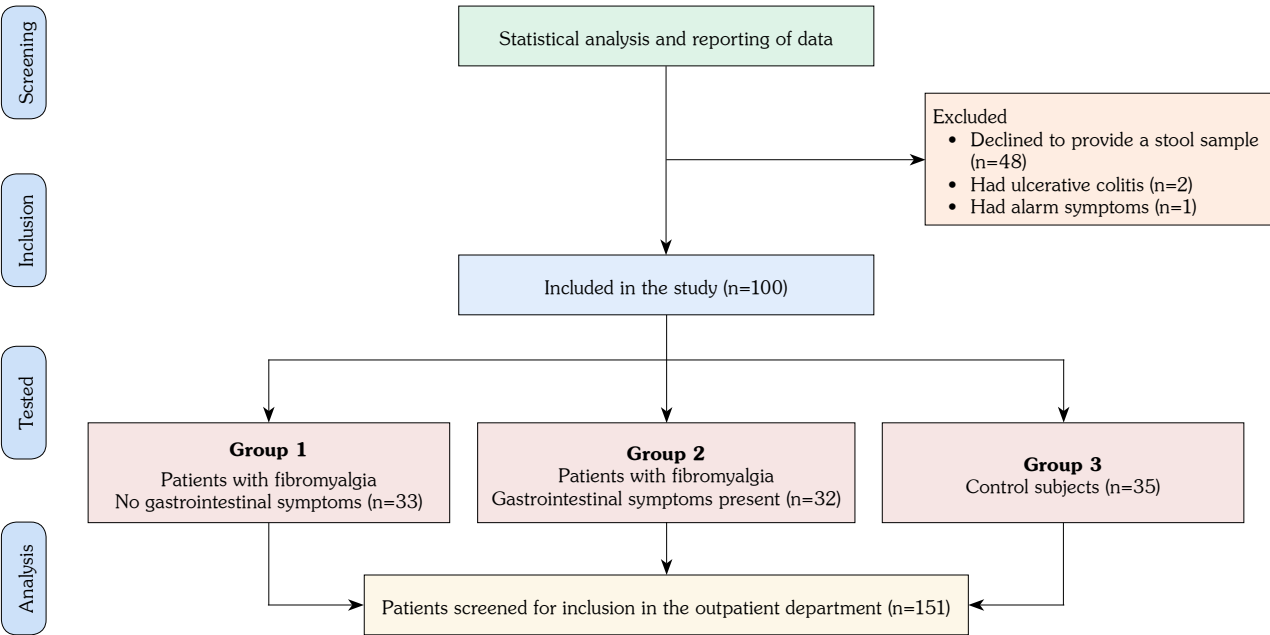 Screening
Statistical analysis and reporting of data
Excluded
• Declined to provide a stool sample
(n=48)
• Had ulcerative colitis (n=2)
• Had alarm symptoms (n=1)
Inclusion
Included in the study (n=100)
Tested
Group 1
Patients with fibromyalgia
No gastrointestinal symptoms (n=33)
Group 2
Patients with fibromyalgia
Gastrointestinal symptoms present (n=32)
Group 3
Control subjects (n=35)
Analysis
Patients screened for inclusion in the outpatient department (n=151)